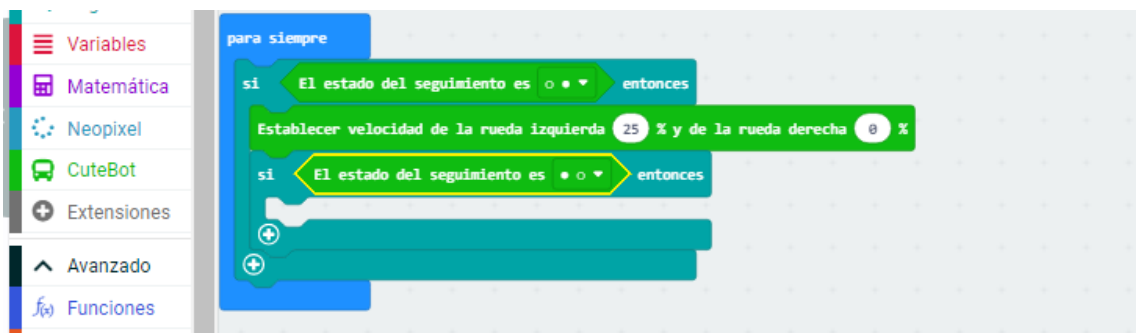 Variables
Matemática
Neopixel
CuteBot
Extensiones
Avanzado
f(x) Funciones
para siempre
si El estado del seguimiento es ○ ● ▼ entonces
Establecer velocidad de la rueda izquierda 25 % y de la rueda derecha 0 %
si El estado del seguimiento es ● ○ ▼ entonces